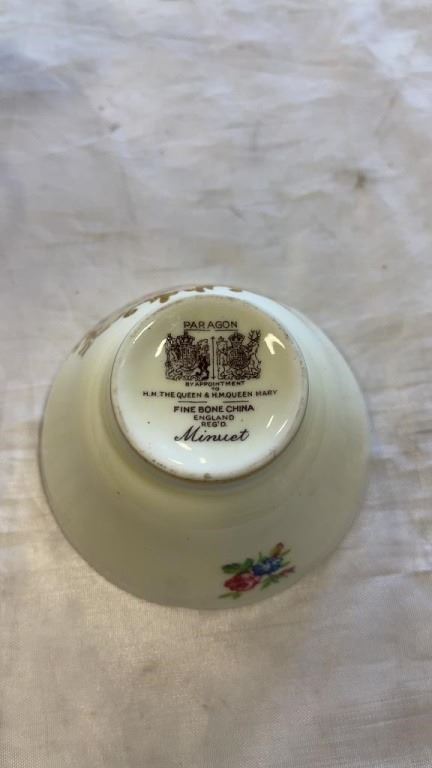 PARAGON
BY APPOINTMENT
TO
H.M. THE QUEEN & H.M. QUEEN MARY
FINE BONE CHINA
ENGLAND
REG'D.
Minuet